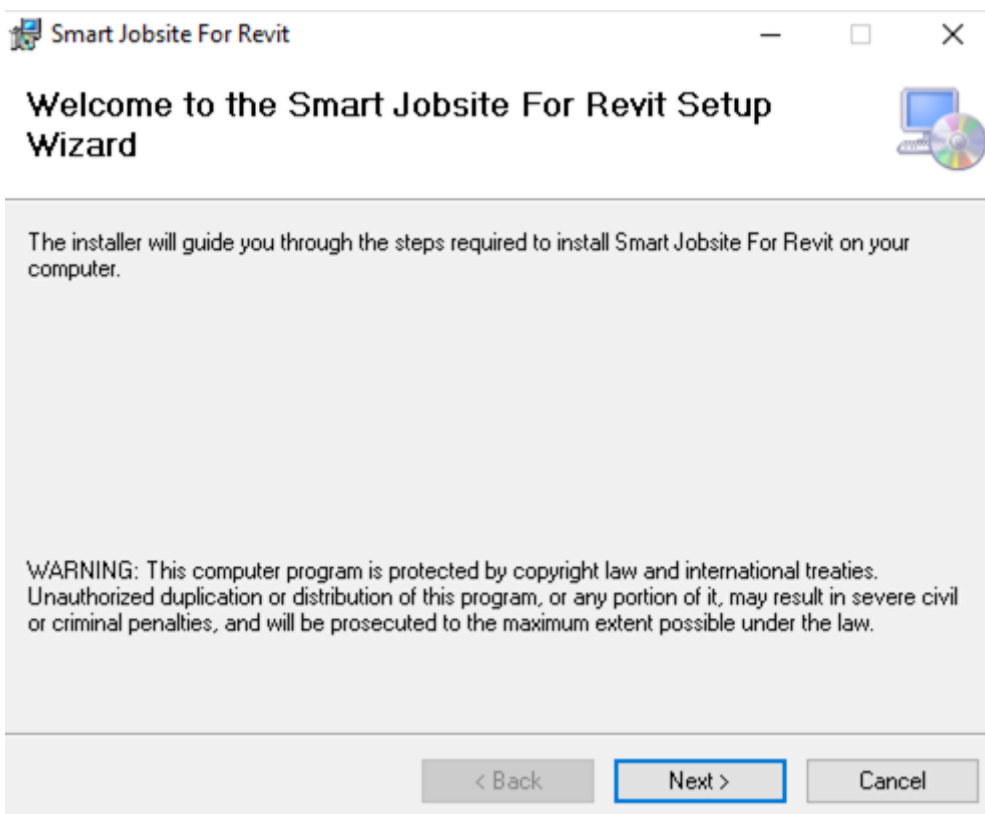 Smart Jobsite For Revit
Welcome to the Smart Jobsite For Revit Setup
Wizard
The installer will guide you through the steps required to install Smart Jobsite For Revit on your
computer.
WARNING: This computer program is protected by copyright law and international treaties.
Unauthorized duplication or distribution of this program, or any portion of it, may result in severe civil
or criminal penalties, and will be prosecuted to the maximum extent possible under the law.
< Back Next > Cancel